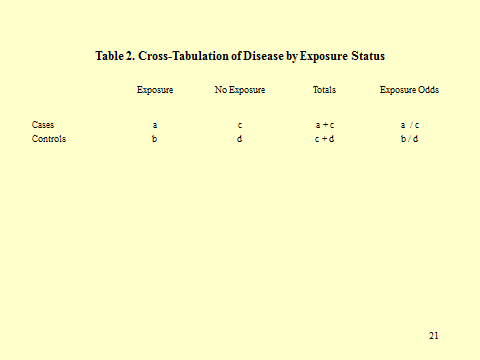 Table 2. Cross-Tabulation of Disease by Exposure Status
Exposure No Exposure Totals Exposure Odds
Cases a c a + c a / c
Controls b d c + d b / d
21